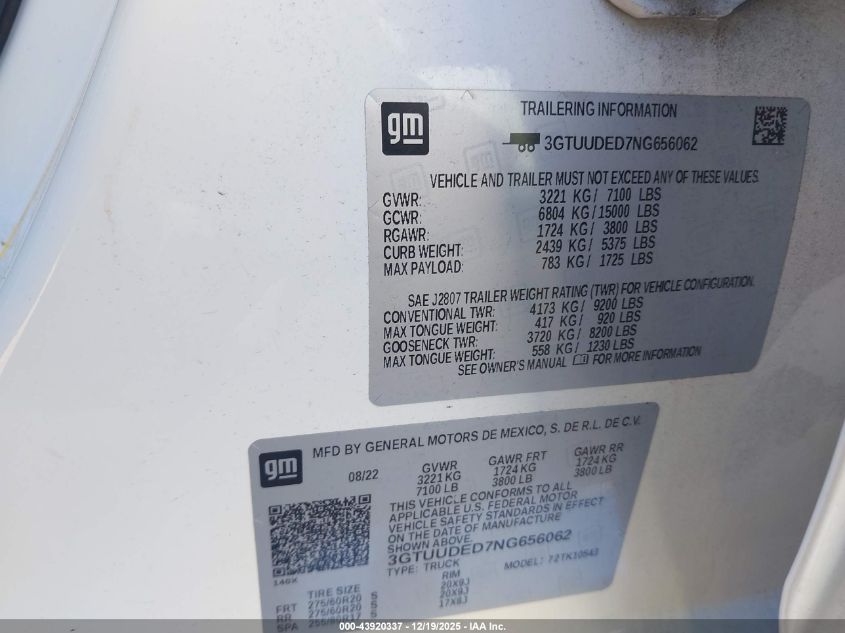 gm
TRAILERING INFORMATION
3GTUUDED7NG656062
VEHICLE AND TRAILER MUST NOT EXCEED ANY OF THESE VALUES.
GVWR: 3221 KG / 7100 LBS
GCWR: 6804 KG / 15000 LBS
RGAWR: 1724 KG / 3800 LBS
CURB WEIGHT: 2439 KG / 5375 LBS
MAX PAYLOAD: 783 KG / 1725 LBS
SAE J2807 TRAILER WEIGHT RATING (TWR) FOR VEHICLE CONFIGURATION.
CONVENTIONAL TWR: 4173 KG / 9200 LBS
MAX TONGUE WEIGHT: 417 KG / 920 LBS
GOOSENECK TWR: 3720 KG / 8200 LBS
MAX TONGUE WEIGHT: 558 KG / 1230 LBS
SEE OWNER'S MANUAL FOR MORE INFORMATION
gm
MFD BY GENERAL MOTORS DE MEXICO, S. DE R.L. DE C.V.
08/22 GVWR GAWR FRT GAWR RR
3221 KG 1724 KG 1724 KG
7100 LB 3800 LB 3800 LB
THIS VEHICLE CONFORMS TO ALL
APPLICABLE U.S. FEDERAL MOTOR
VEHICLE SAFETY STANDARDS IN EFFECT
ON THE DATE OF MANUFACTURE
SHOWN ABOVE.
3GTUUDED7NG656062
TYPE: TRUCK MODEL: 72TK10543
140X
TIRE SIZE RIM
FRT 275/60R20 S 20X9J
RR 275/60R20 S 20X9J
SPA 255/80R17 S 17X8J
000-43920337 - 12/19/2025 - IAA Inc.